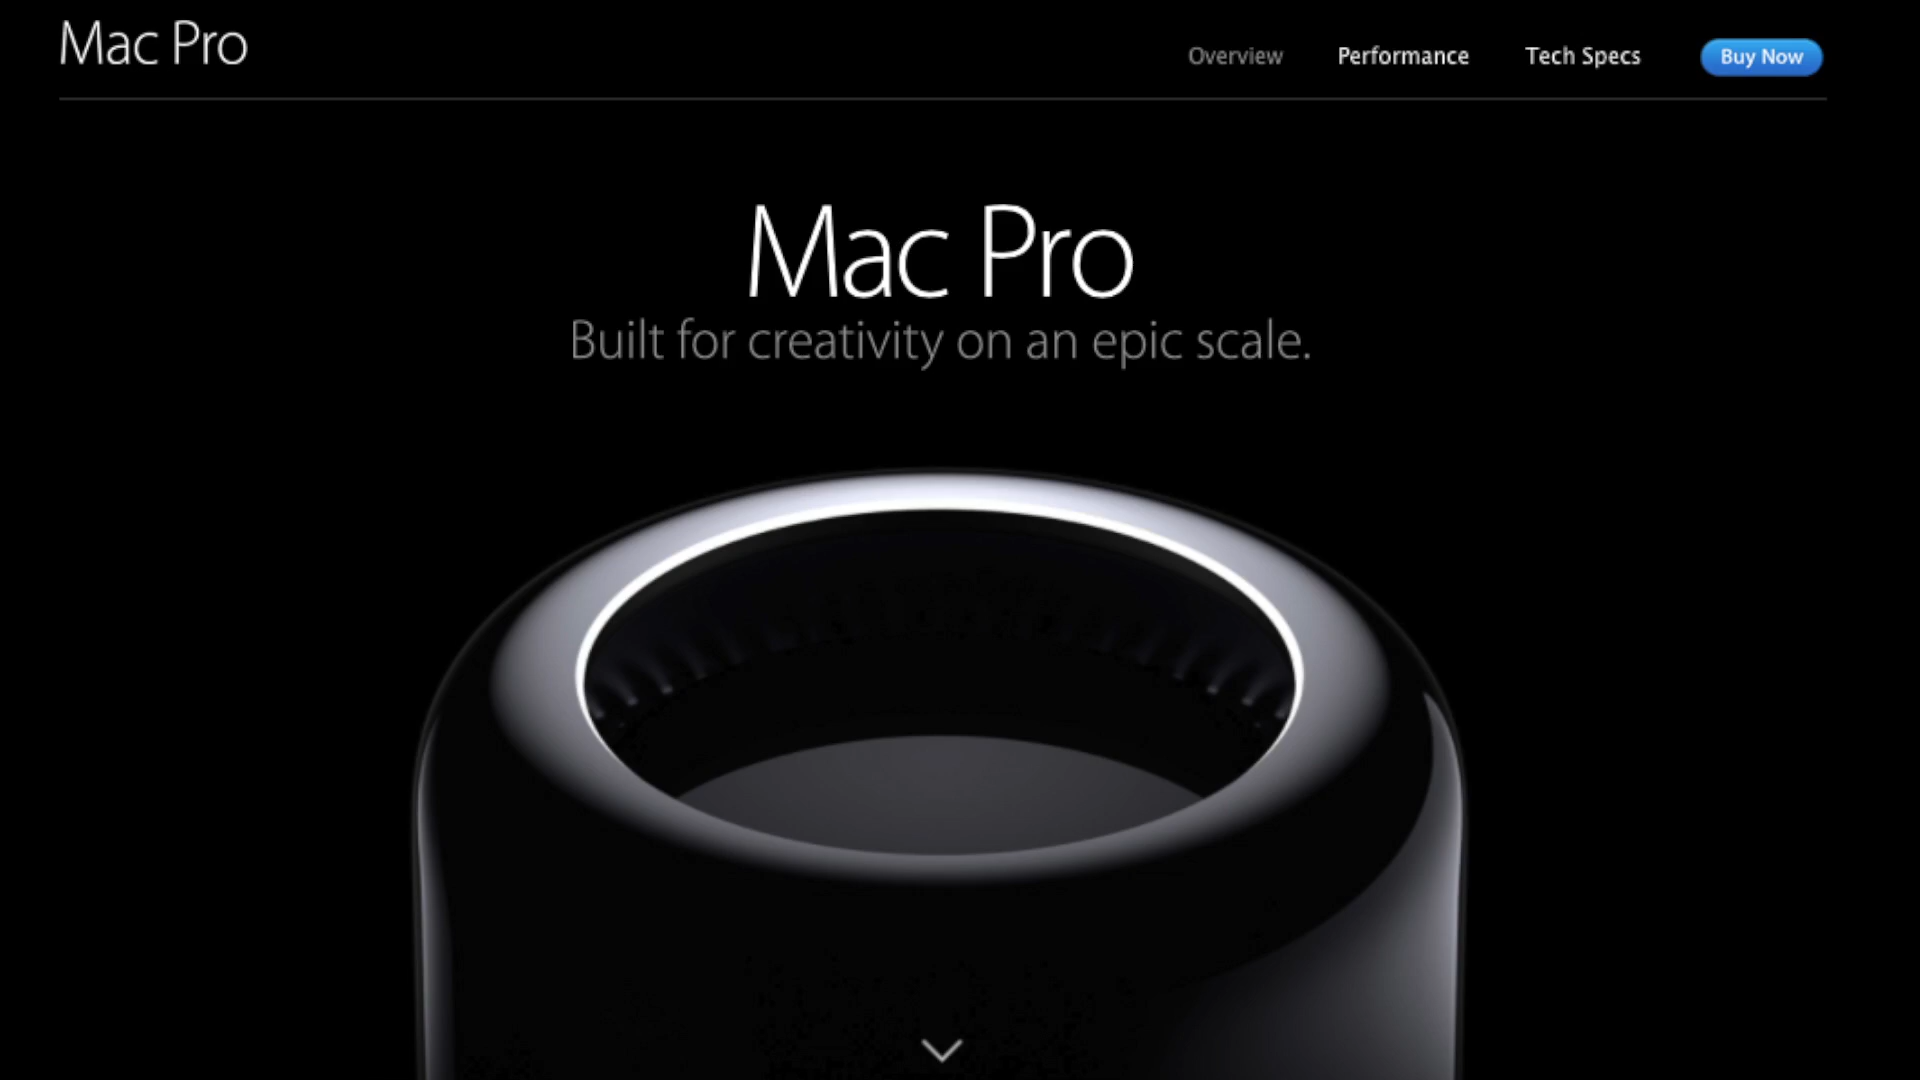 Mac Pro
Overview Performance Tech Specs Buy Now
Mac Pro
Built for creativity on an epic scale.